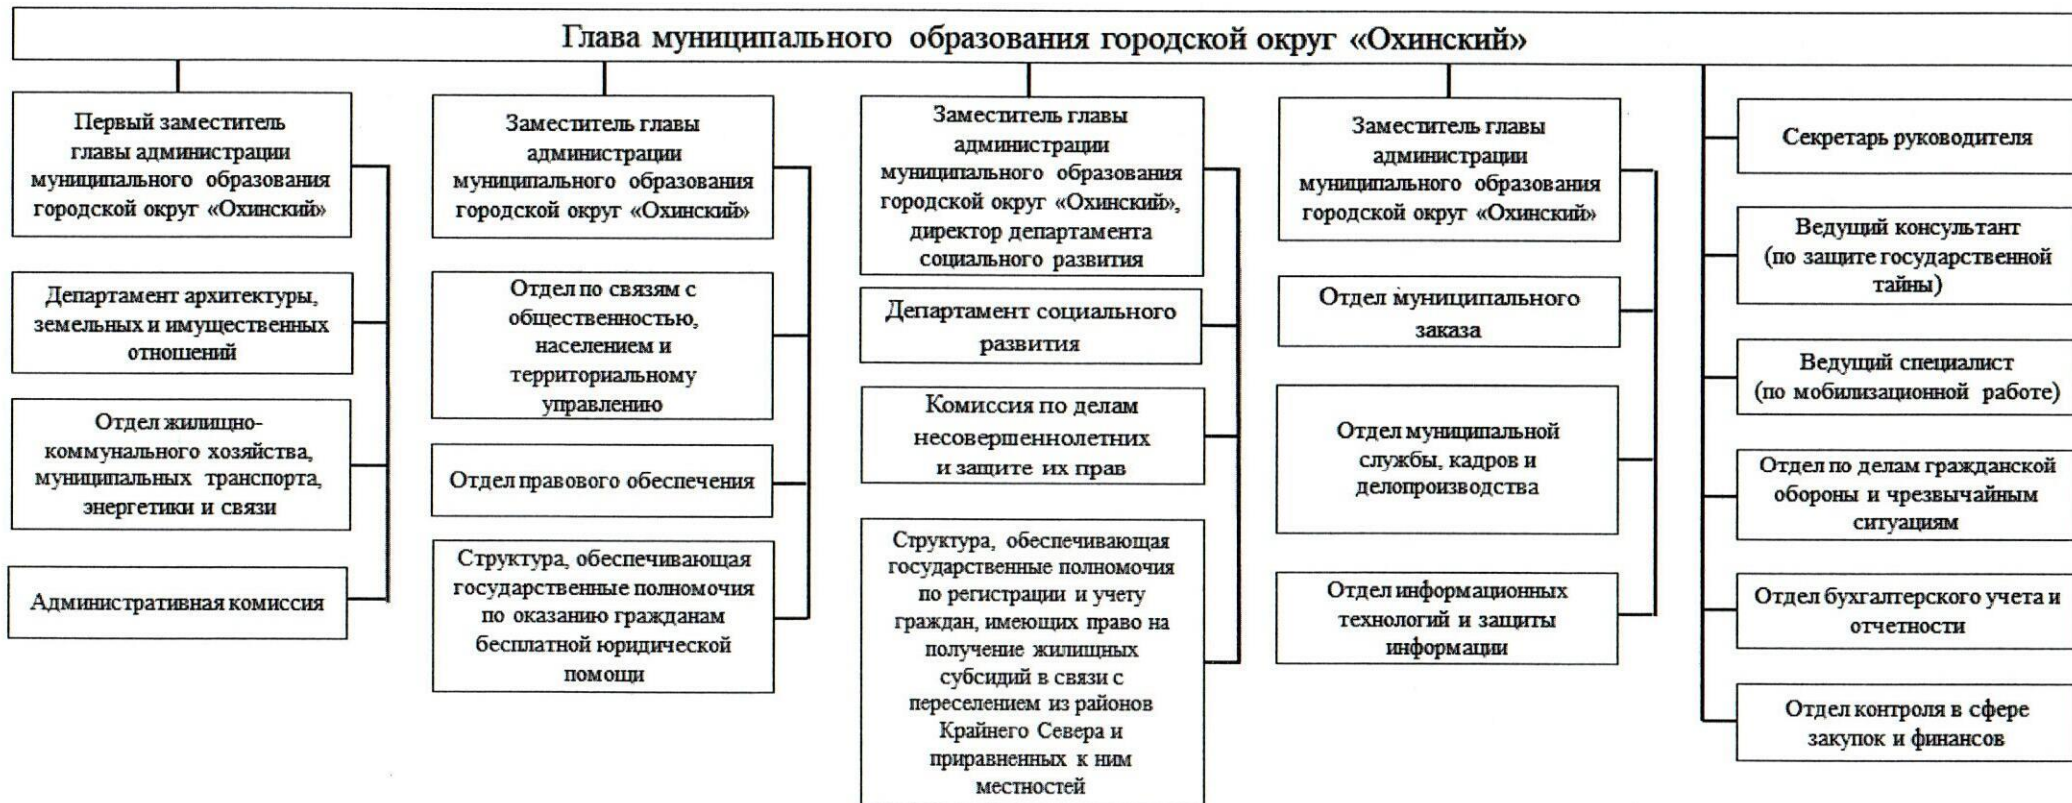 Глава муниципального образования городской округ «Охинский»
Первый заместитель
главы администрации
муниципального образования
городской округ «Охинский»
Департамент архитектуры,
земельных и имущественных
отношений
Отдел жилищно-
коммунального хозяйства,
муниципальных транспорта,
энергетики и связи
Административная комиссия
Заместитель главы
администрации
муниципального образования
городской округ «Охинский»
Отдел по связям с
общественностью,
населением и
территориальному
управлению
Отдел правового обеспечения
Структура, обеспечивающая
государственные полномочия
по оказанию гражданам
бесплатной юридической
помощи
Заместитель главы
администрации
муниципального образования
городской округ «Охинский»,
директор департамента
социального развития
Департамент социального
развития
Комиссия по делам
несовершеннолетних
и защите их прав
Структура, обеспечивающая
государственные полномочия
по регистрации и учету
граждан, имеющих право на
получение жилищных
субсидий в связи с
переселением из районов
Крайнего Севера и
приравненных к ним
местностей
Заместитель главы
администрации
муниципального образования
городской округ «Охинский»
Отдел муниципального
заказа
Отдел муниципальной
службы, кадров и
делопроизводства
Отдел информационных
технологий и защиты
информации
Секретарь руководителя
Ведущий консультант
(по защите государственной
тайны)
Ведущий специалист
(по мобилизационной работе)
Отдел по делам гражданской
обороны и чрезвычайным
ситуациям
Отдел бухгалтерского учета и
отчетности
Отдел контроля в сфере
закупок и финансов